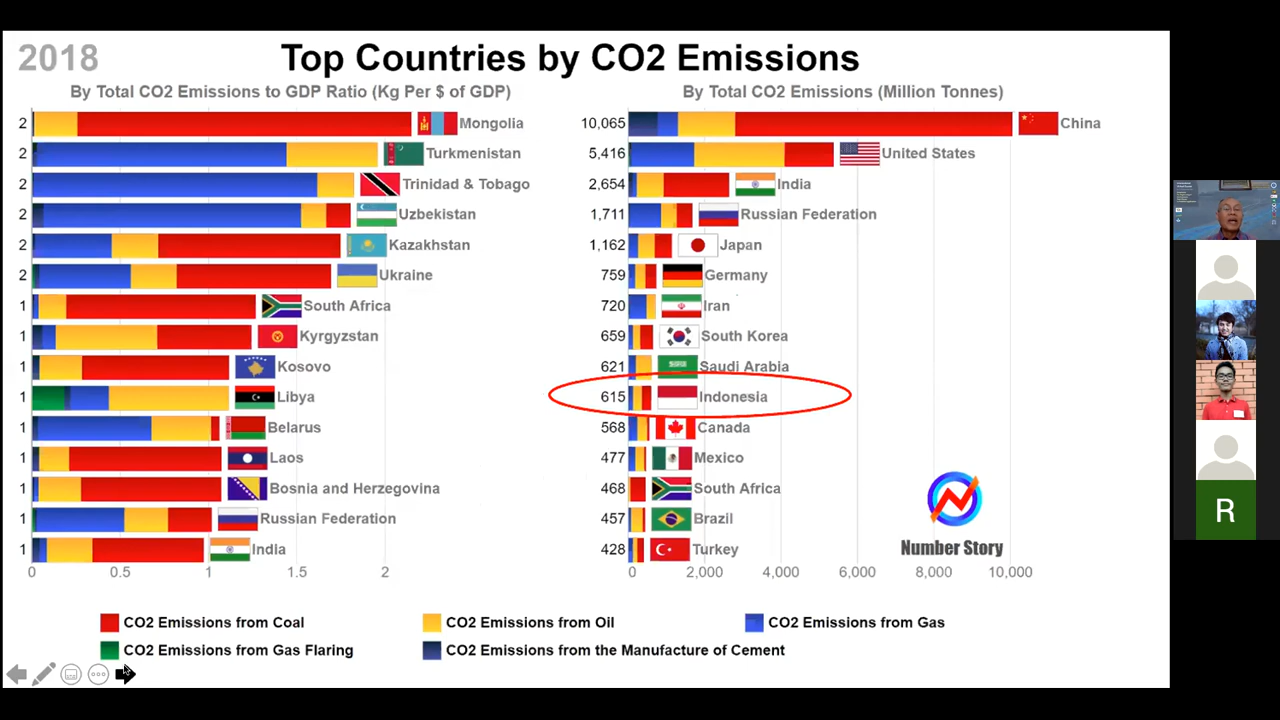 2018
Top Countries by CO2 Emissions
By Total CO2 Emissions to GDP Ratio (Kg Per $ of GDP)
2 Mongolia
2 Turkmenistan
2 Trinidad & Tobago
2 Uzbekistan
2 Kazakhstan
2 Ukraine
1 South Africa
1 Kyrgyzstan
1 Kosovo
1 Libya
1 Belarus
1 Laos
1 Bosnia and Herzegovina
1 Russian Federation
1 India
0 0.5 1 1.5 2
By Total CO2 Emissions (Million Tonnes)
10,065 China
5,416 United States
2,654 India
1,711 Russian Federation
1,162 Japan
759 Germany
720 Iran
659 South Korea
621 Saudi Arabia
615 Indonesia
568 Canada
477 Mexico
468 South Africa
457 Brazil
428 Turkey
0 2,000 4,000 6,000 8,000 10,000
Number Story
CO2 Emissions from Coal
CO2 Emissions from Oil
CO2 Emissions from Gas
CO2 Emissions from Gas Flaring
CO2 Emissions from the Manufacture of Cement
R